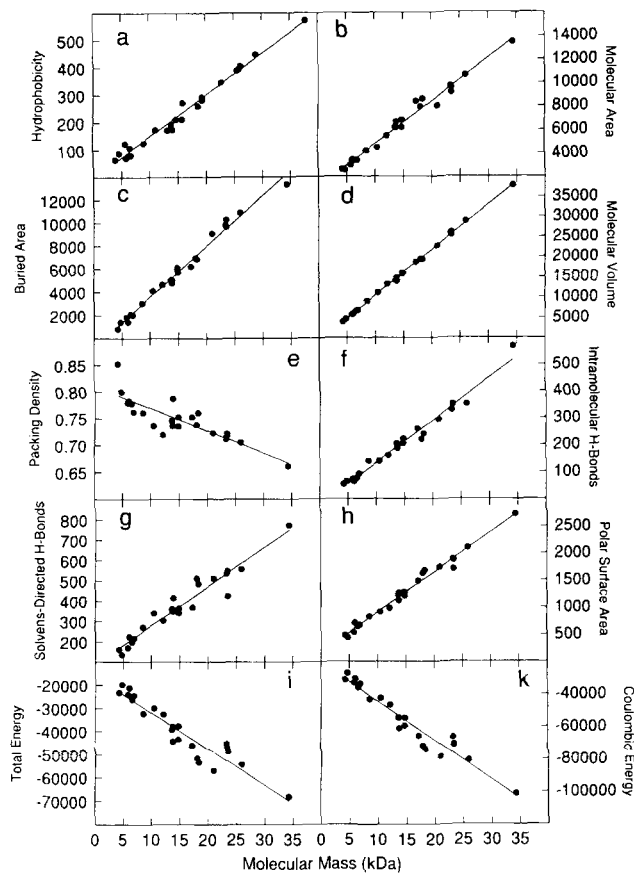 a
Hydrophobicity
500
400
300
200
100
b
Molecular Area
14000
12000
10000
8000
6000
4000
c
Buried Area
12000
10000
8000
6000
4000
2000
d
Molecular Volume
35000
30000
25000
20000
15000
10000
5000
e
Packing Density
0.85
0.80
0.75
0.70
0.65
f
Intramolecular H-Bonds
500
400
300
200
100
g
Solvens-Directed H-Bonds
800
700
600
500
400
300
200
h
Polar Surface Area
2500
2000
1500
1000
500
i
Total Energy
-20000
-30000
-40000
-50000
-60000
-70000
k
Coulombic Energy
-40000
-60000
-80000
-100000
0 5 10 15 20 25 30 35 0 5 10 15 20 25 30 35 40
Molecular Mass (kDa)